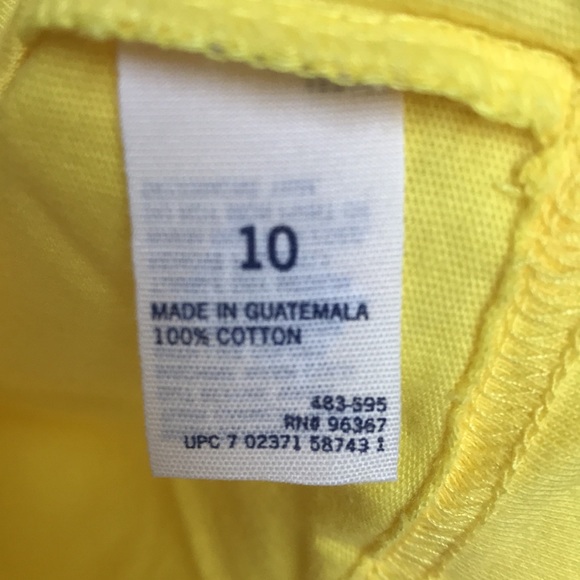 10
MADE IN GUATEMALA
100% COTTON
483-595
RN# 96367
UPC 7 02371 58743 1